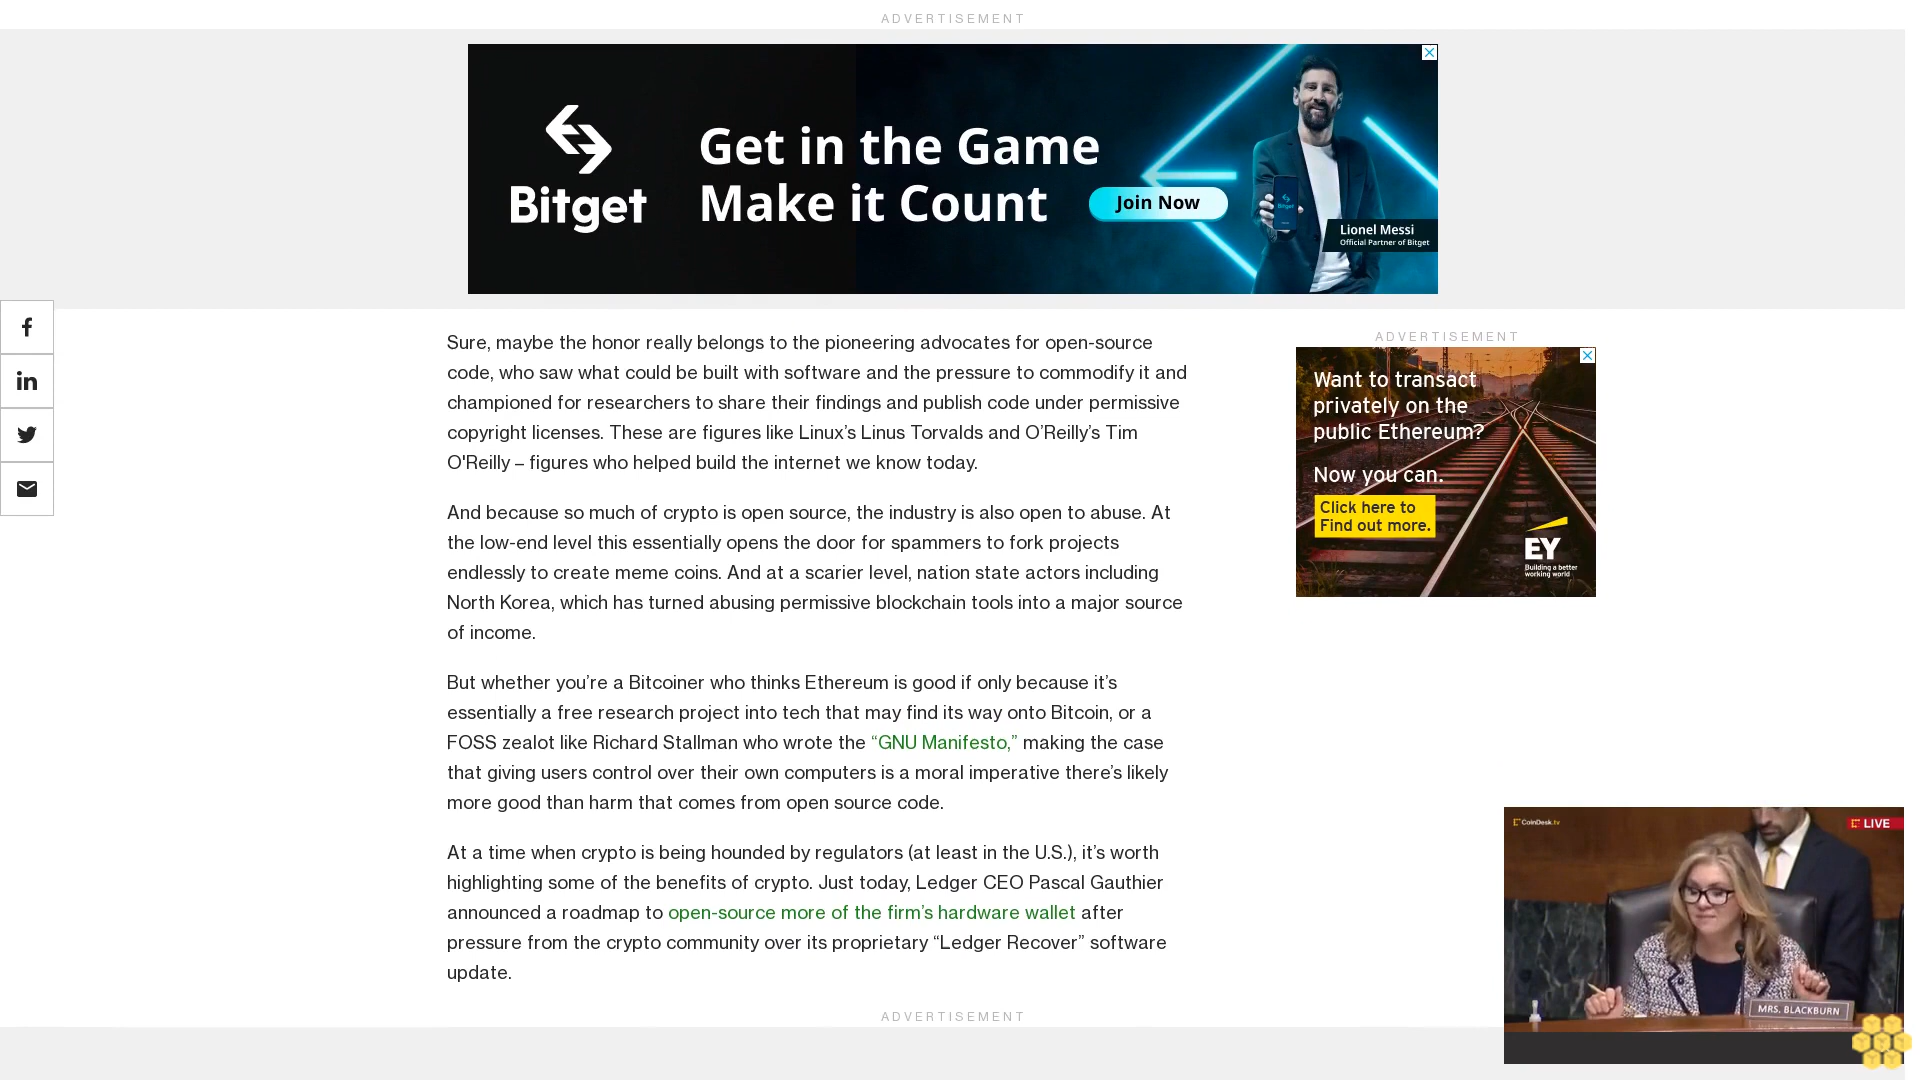 ADVERTISEMENT
Bitget
Get in the Game
Make it Count
Join Now
Lionel Messi
Official Partner of Bitget
Sure, maybe the honor really belongs to the pioneering advocates for open-source
code, who saw what could be built with software and the pressure to commodify it and
championed for researchers to share their findings and publish code under permissive
copyright licenses. These are figures like Linux’s Linus Torvalds and O’Reilly’s Tim
O'Reilly – figures who helped build the internet we know today.
And because so much of crypto is open source, the industry is also open to abuse. At
the low-end level this essentially opens the door for spammers to fork projects
endlessly to create meme coins. And at a scarier level, nation state actors including
North Korea, which has turned abusing permissive blockchain tools into a major source
of income.
But whether you’re a Bitcoiner who thinks Ethereum is good if only because it’s
essentially a free research project into tech that may find its way onto Bitcoin, or a
FOSS zealot like Richard Stallman who wrote the “GNU Manifesto,” making the case
that giving users control over their own computers is a moral imperative there’s likely
more good than harm that comes from open source code.
At a time when crypto is being hounded by regulators (at least in the U.S.), it’s worth
highlighting some of the benefits of crypto. Just today, Ledger CEO Pascal Gauthier
announced a roadmap to open-source more of the firm’s hardware wallet after
pressure from the crypto community over its proprietary “Ledger Recover” software
update.
ADVERTISEMENT
Want to transact
privately on the
public Ethereum?
Now you can.
Click here to
Find out more.
EY
Building a better
working world
CoinDesk.tv
LIVE
MRS. BLACKBURN
ADVERTISEMENT